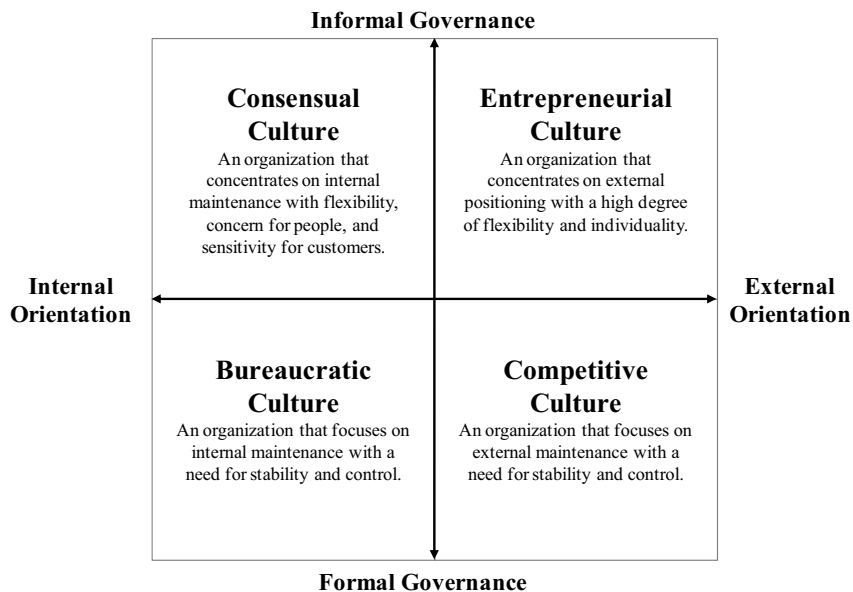 Informal Governance
Consensual
Culture
An organization that
concentrates on internal
maintenance with flexibility,
concern for people, and
sensitivity for customers.
Entrepreneurial
Culture
An organization that
concentrates on external
positioning with a high degree
of flexibility and individuality.
Internal
Orientation
External
Orientation
Bureaucratic
Culture
An organization that focuses on
internal maintenance with a
need for stability and control.
Competitive
Culture
An organization that focuses on
external maintenance with a
need for stability and control.
Formal Governance